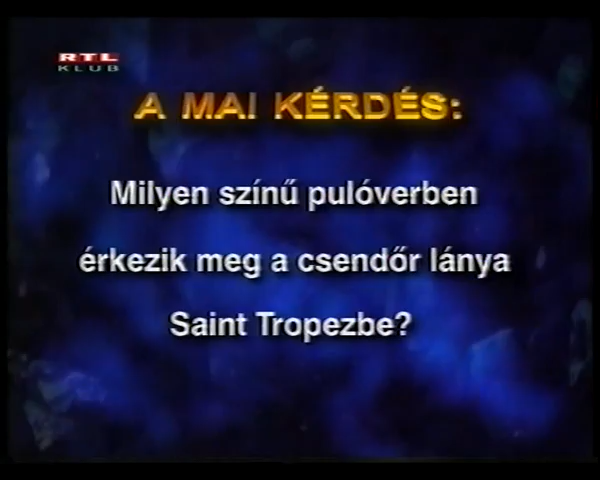 RTL
KLUB
A MAI KÉRDÉS:
Milyen színű pulóverben
érkezik meg a csendőr lánya
Saint Tropezbe?